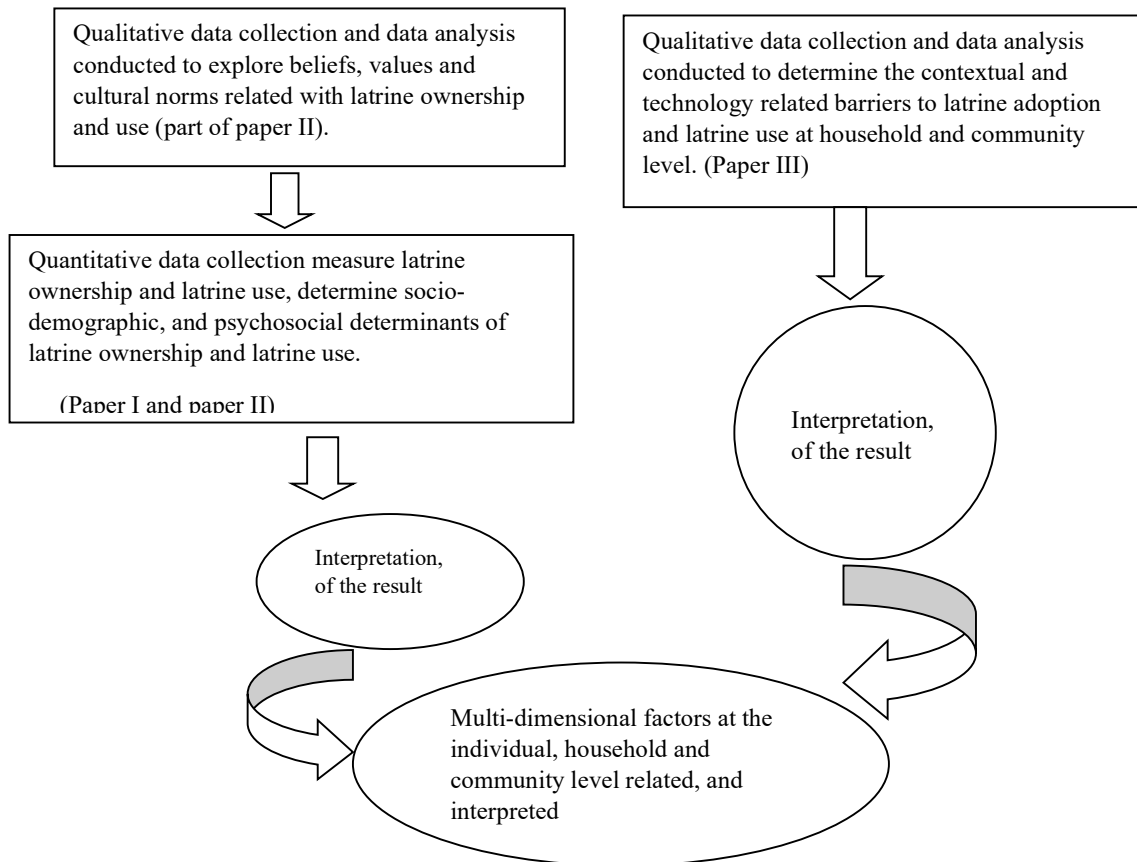 Qualitative data collection and data analysis
conducted to explore beliefs, values and
cultural norms related with latrine ownership
and use (part of paper II).
Qualitative data collection and data analysis
conducted to determine the contextual and
technology related barriers to latrine adoption
and latrine use at household and community
level. (Paper III)
Quantitative data collection measure latrine
ownership and latrine use, determine socio-
demographic, and psychosocial determinants of
latrine ownership and latrine use.
(Paper I and paper II)
Interpretation,
of the result
Interpretation,
of the result
Multi-dimensional factors at the
individual, household and
community level related, and
interpreted